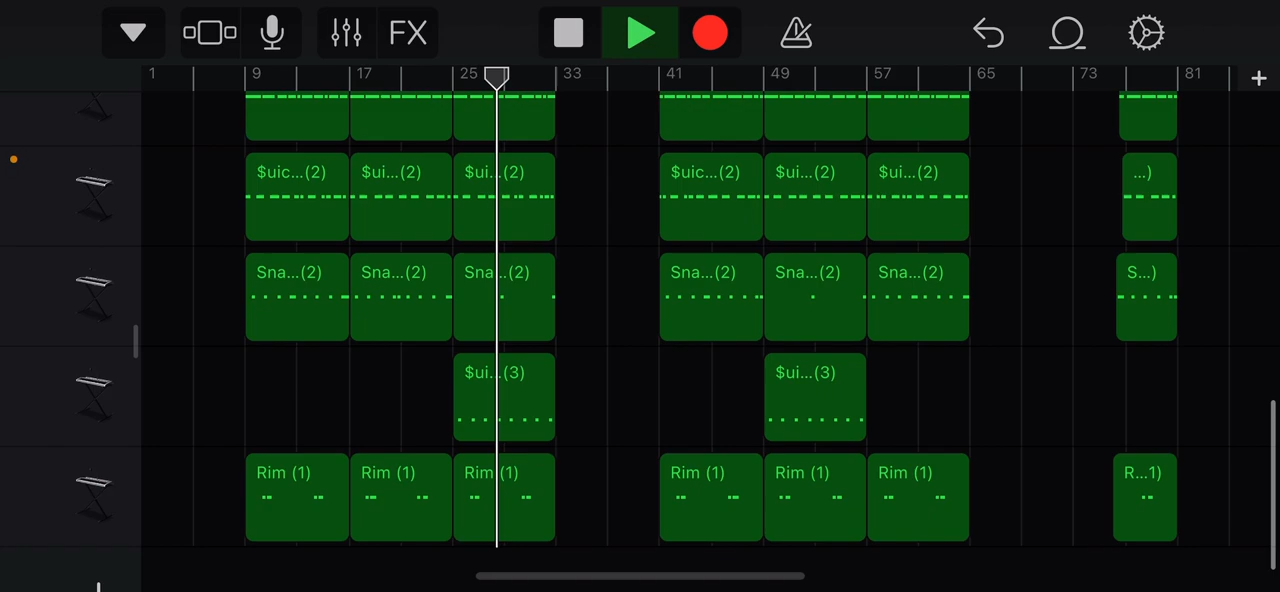 FX
1 9 17 25 33 41 49 57 65 73 81
$uic...(2) $ui...(2) $ui...(2) $uic...(2) $ui...(2) $ui...(2) ...)
Sna...(2) Sna...(2) Sna...(2) Sna...(2) Sna...(2) Sna...(2) S...)
$ui...(3) $ui...(3)
Rim (1) Rim (1) Rim (1) Rim (1) Rim (1) Rim (1) R...1)